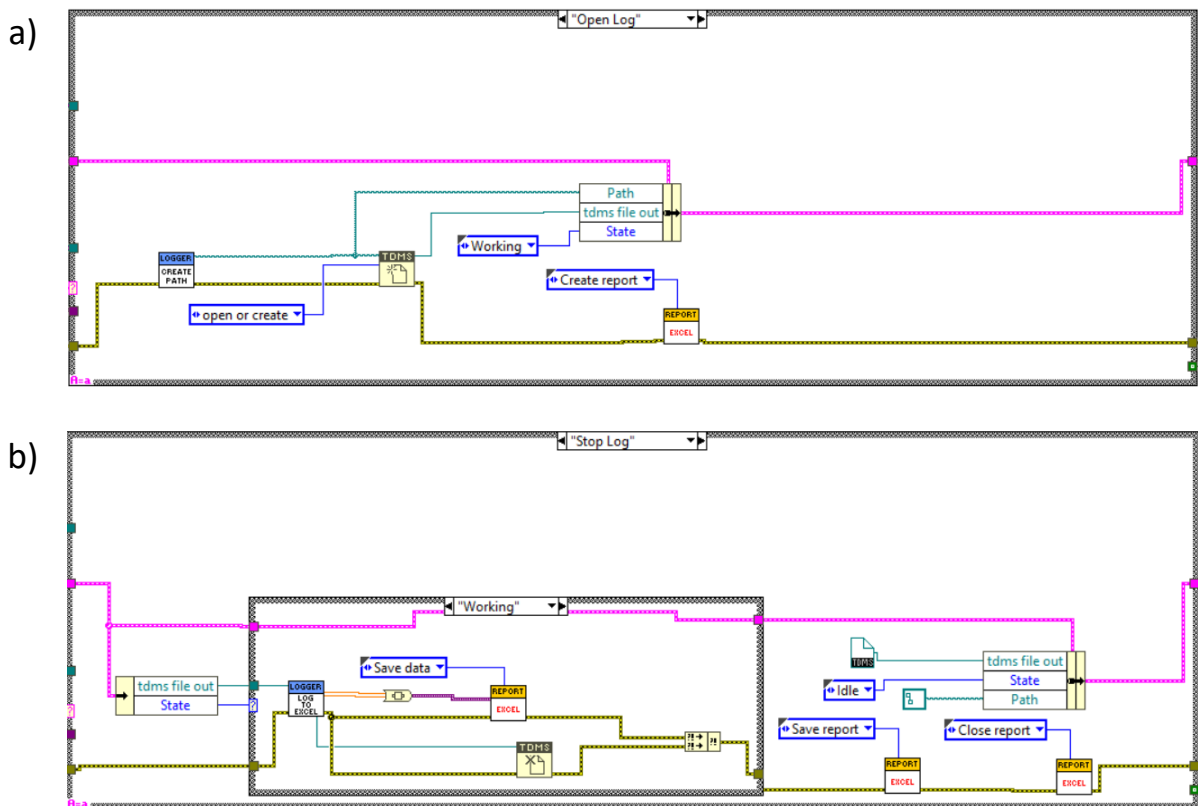 a)
"Open Log"
Path
tdms file out
State
Working
LOGGER
CREATE
PATH
TDMS
open or create
Create report
REPORT
EXCEL
?
A=a
b)
"Stop Log"
"Working"
tdms file out
State
?
Save data
LOGGER
LOG
TO
EXCEL
REPORT
EXCEL
TDMS
?!
?!
?!
TDMS
tdms file out
State
Path
Idle
Save report
Close report
REPORT
EXCEL
REPORT
EXCEL
?
A=a